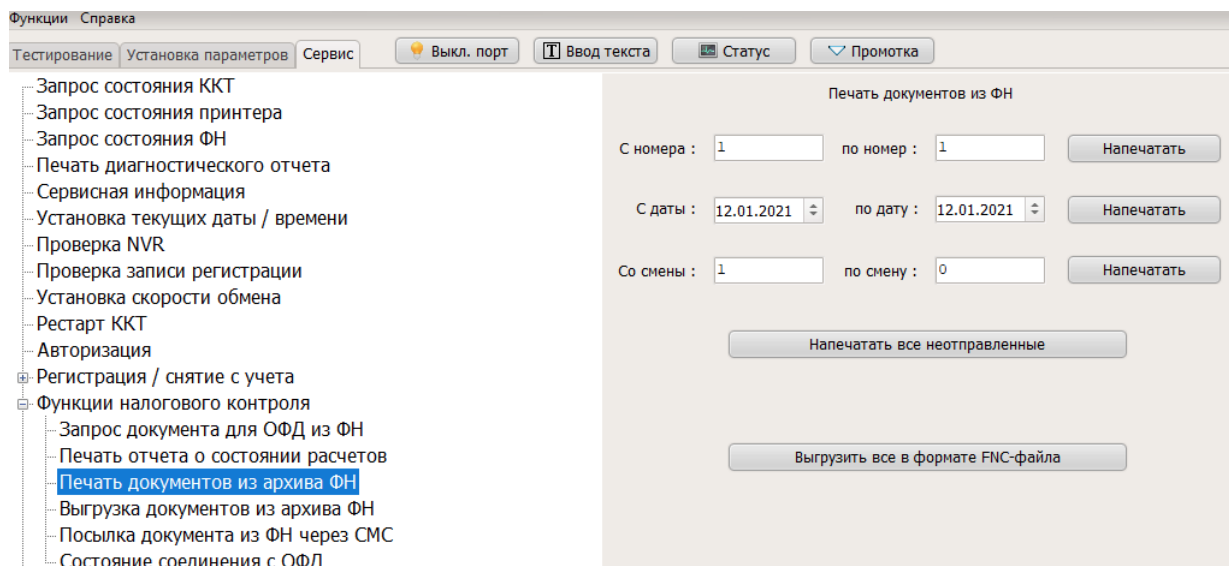 Функции Справка
Тестирование Установка параметров Сервис Выкл. порт T Ввод текста Статус Промотка
Запрос состояния ККТ
Запрос состояния принтера
Запрос состояния ФН
Печать диагностического отчета
Сервисная информация
Установка текущих даты / времени
Проверка NVR
Проверка записи регистрации
Установка скорости обмена
Рестарт ККТ
Авторизация
Регистрация / снятие с учета
Функции налогового контроля
Запрос документа для ОФД из ФН
Печать отчета о состоянии расчетов
Печать документов из архива ФН
Выгрузка документов из архива ФН
Посылка документа из ФН через СМС
Состояние соединения с ОФД
Печать документов из ФН
С номера : 1 по номер : 1 Напечатать
С даты : 12.01.2021 по дату : 12.01.2021 Напечатать
Со смены : 1 по смену : 0 Напечатать
Напечатать все неотправленные
Выгрузить все в формате FNC-файла